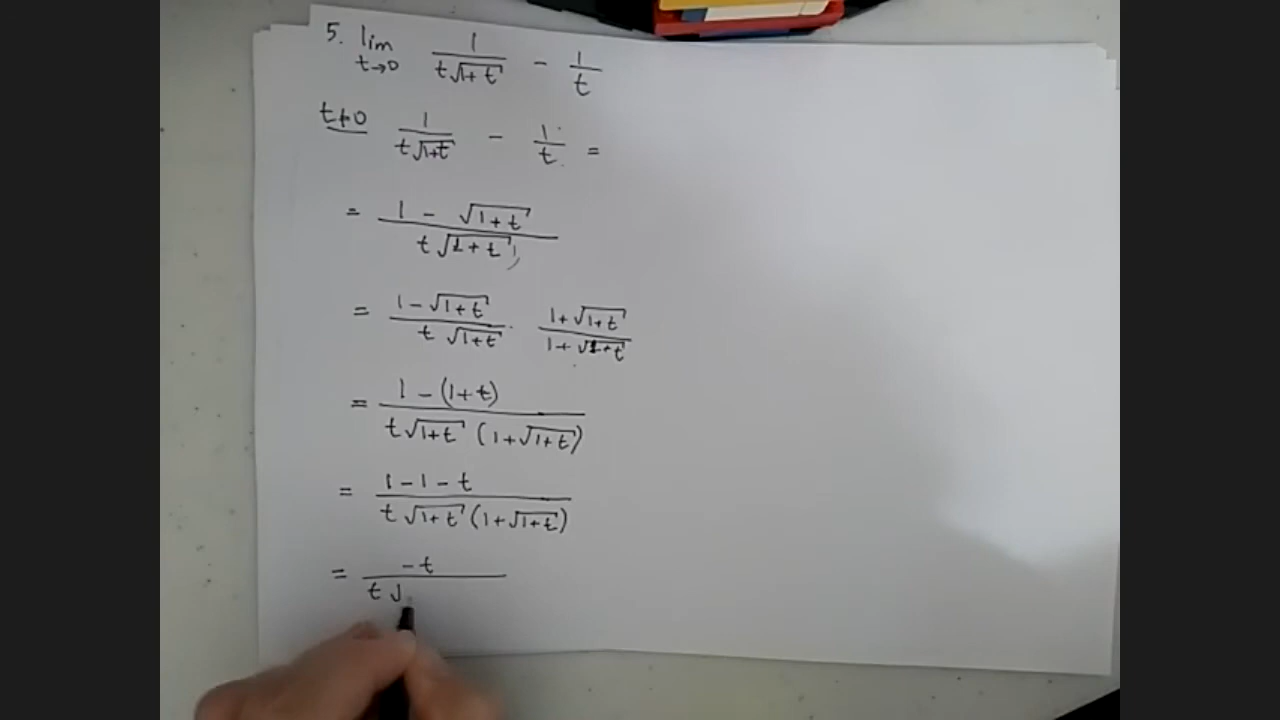 5. lim t→0 1/(t√(1+t)) − 1/t
t≠0 1/(t√(1+t)) − 1/t =
= (1 − √(1+t))/(t√(1+t))
= (1−√(1+t))/(t√(1+t)) · (1+√(1+t))/(1+√(1+t))
= (1−(1+t))/(t√(1+t) (1+√(1+t)))
= (1−1−t)/(t√(1+t) (1+√(1+t)))
= −t/(t√